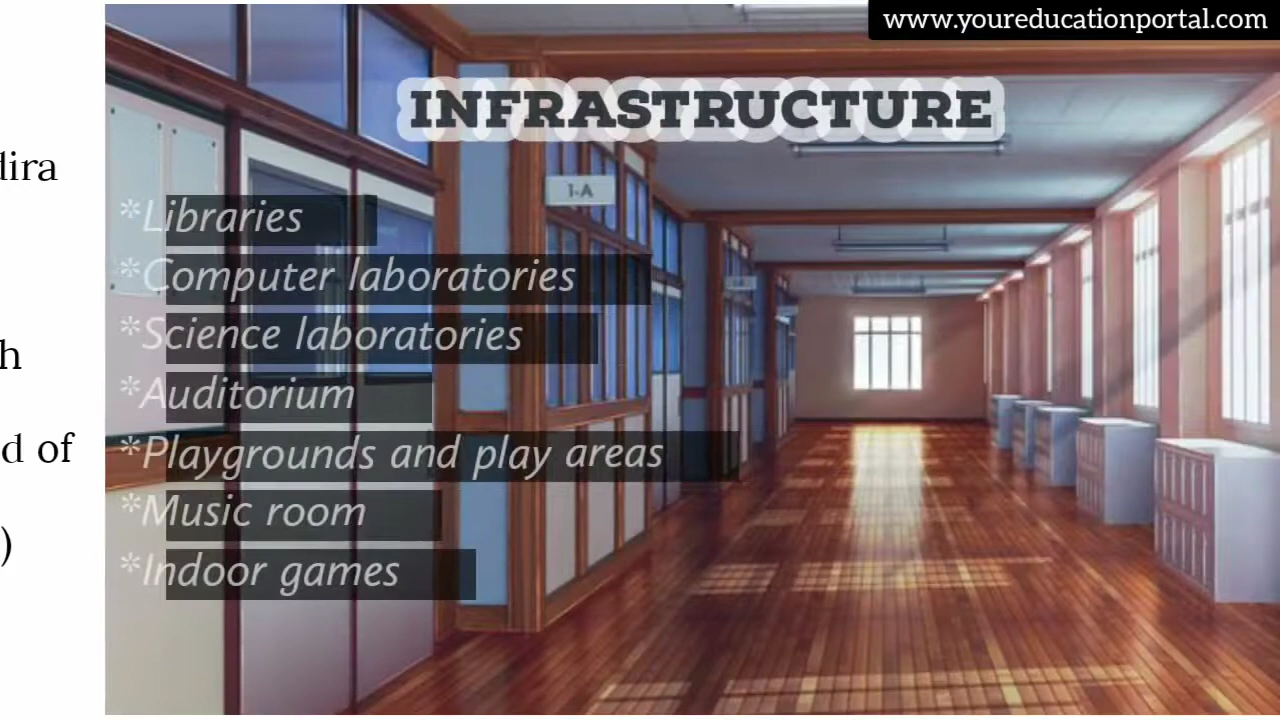 www.youreducationportal.com
INFRASTRUCTURE
dira
1-A
*Libraries
*Computer laboratories
*Science laboratories
h
*Auditorium
d of
*Playgrounds and play areas
*Music room
)
*Indoor games